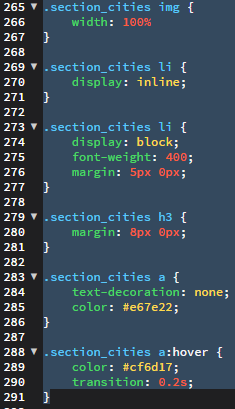 265 ▼ .section_cities img {
266 width: 100%
267 }
268
269 ▼ .section_cities li {
270 display: inline;
271 }
272
273 ▼ .section_cities li {
274 display: block;
275 font-weight: 400;
276 margin: 5px 0px;
277 }
278
279 ▼ .section_cities h3 {
280 margin: 8px 0px;
281 }
282
283 ▼ .section_cities a {
284 text-decoration: none;
285 color: #e67e22;
286 }
287
288 ▼ .section_cities a:hover {
289 color: #cf6d17;
290 transition: 0.2s;
291 }